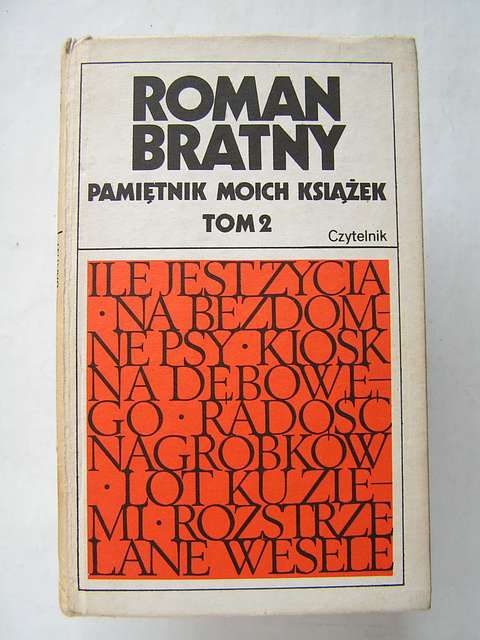 ROMAN
BRATNY
PAMIĘTNIK MOICH KSIĄŻEK
TOM 2
Czytelnik
ILE JEST ŻYCIA
· NA BEZDOM-
NE PSY · KIOSK
NA DĘBOWE-
GO · RADOŚĆ
NAGROBKÓW
· LOT KU ZIE-
MI · ROZSTRZE
LANE WESELE